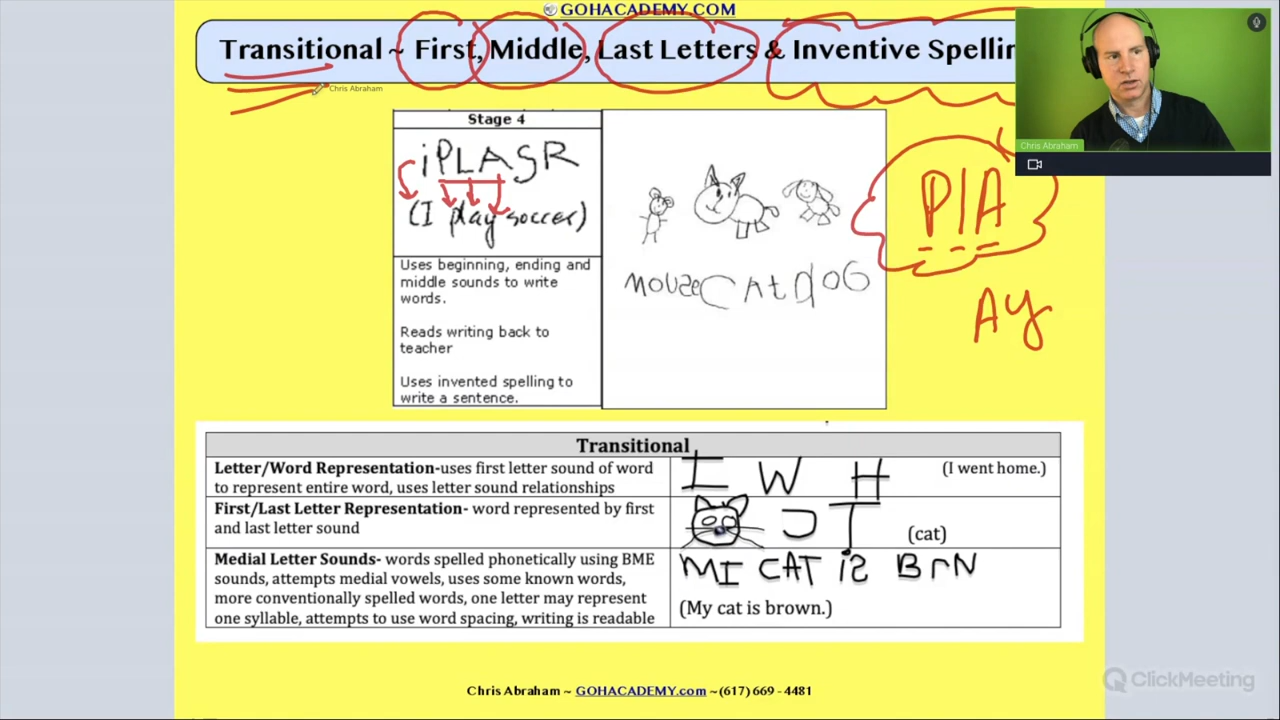 GOHACADEMY.COM
Transitional ~ First, Middle, Last Letters & Inventive Spellin
Chris Abraham
Chris Abraham
Stage 4
iPLASR
(I play soccer)
Uses beginning, ending and
middle sounds to write
words.
Reads writing back to
teacher
Uses invented spelling to
write a sentence.
MOUZeCAtdOG
PlA
Ay
Transitional
Letter/Word Representation-uses first letter sound of word
to represent entire word, uses letter sound relationships
I W H (I went home.)
First/Last Letter Representation- word represented by first
and last letter sound
T (cat)
Medial Letter Sounds- words spelled phonetically using BME
sounds, attempts medial vowels, uses some known words,
more conventionally spelled words, one letter may represent
one syllable, attempts to use word spacing, writing is readable
MI CAT iS BrN
(My cat is brown.)
Chris Abraham ~ GOHACADEMY.com ~(617) 669 - 4481
ClickMeeting